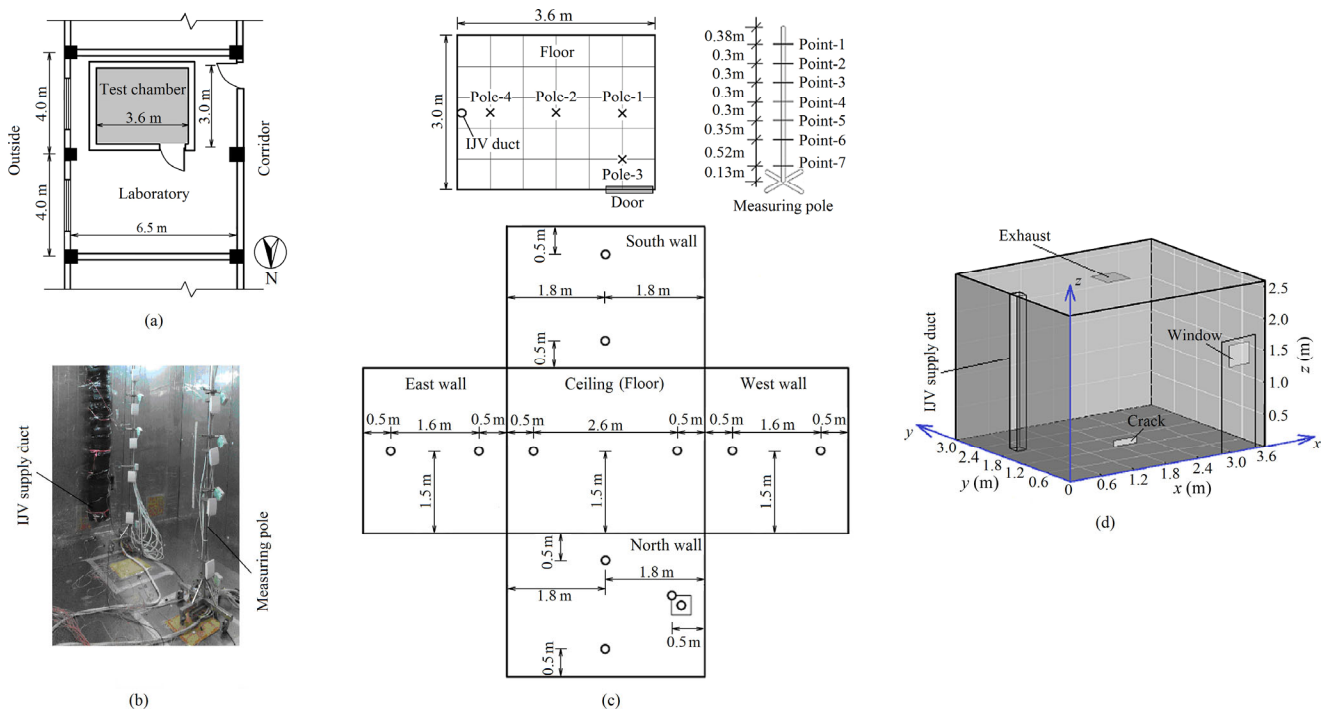 Test chamber
3.6 m
3.0 m
4.0 m
4.0 m
Outside
Corridor
Laboratory
6.5 m
N
(a)
IJV supply duct
Measuring pole
(b)
3.6 m
Floor
3.0 m
Pole-4
Pole-2
Pole-1
IJV duct
Pole-3
Door
0.38m
0.3m
0.3m
0.3m
0.3m
0.35m
0.52m
0.13m
Point-1
Point-2
Point-3
Point-4
Point-5
Point-6
Point-7
Measuring pole
South wall
0.5 m
1.8 m
1.8 m
0.5 m
East wall
Ceiling (Floor)
West wall
0.5 m
1.6 m
0.5 m
2.6 m
0.5 m
1.6 m
0.5 m
1.5 m
1.5 m
1.5 m
North wall
0.5 m
1.8 m
1.8 m
0.5 m
0.5 m
(c)
Exhaust
z
2.5
2.0
1.5
1.0
0.5
z (m)
Window
IJV supply duct
Crack
y
3.0
2.4
1.8
1.2
0.6
y (m)
0
0.6
1.2
1.8
2.4
3.0
3.6
x
x (m)
(d)